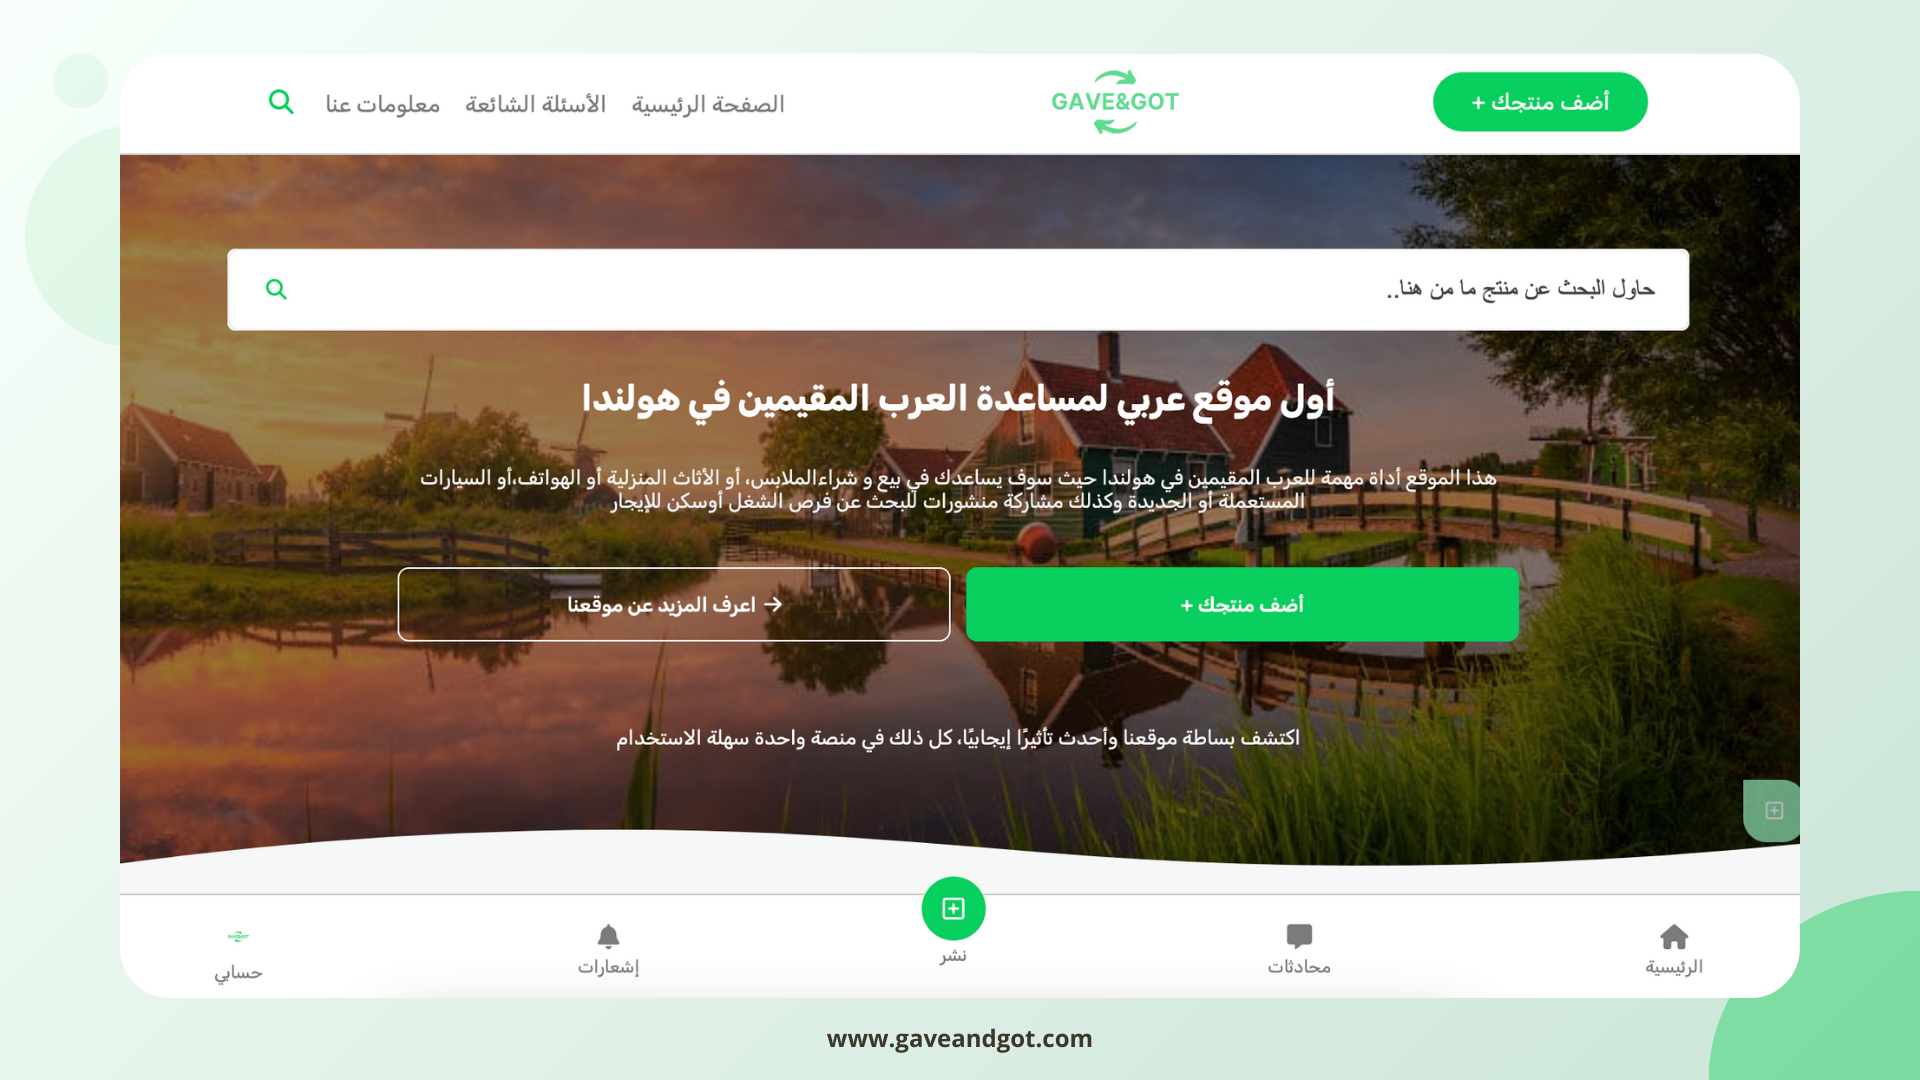 أضف منتجك +
GAVE&GOT
الصفحة الرئيسية
الأسئلة الشائعة
معلومات عنا
حاول البحث عن منتج ما من هنا..
أول موقع عربي لمساعدة العرب المقيمين في هولندا
هذا الموقع أداة مهمة للعرب المقيمين في هولندا حيث سوف يساعدك في بيع و شراءالملابس، أو الأثاث المنزلية أو الهواتف،أو السيارات
المستعملة أو الجديدة وكذلك مشاركة منشورات للبحث عن فرص الشغل أوسكن للإيجار
أضف منتجك +
→ اعرف المزيد عن موقعنا
اكتشف بساطة موقعنا وأحدث تأثيرًا إيجابيًا، كل ذلك في منصة واحدة سهلة الاستخدام
الرئيسية
محادثات
نشر
إشعارات
GAVE&GOT
حسابي
www.gaveandgot.com